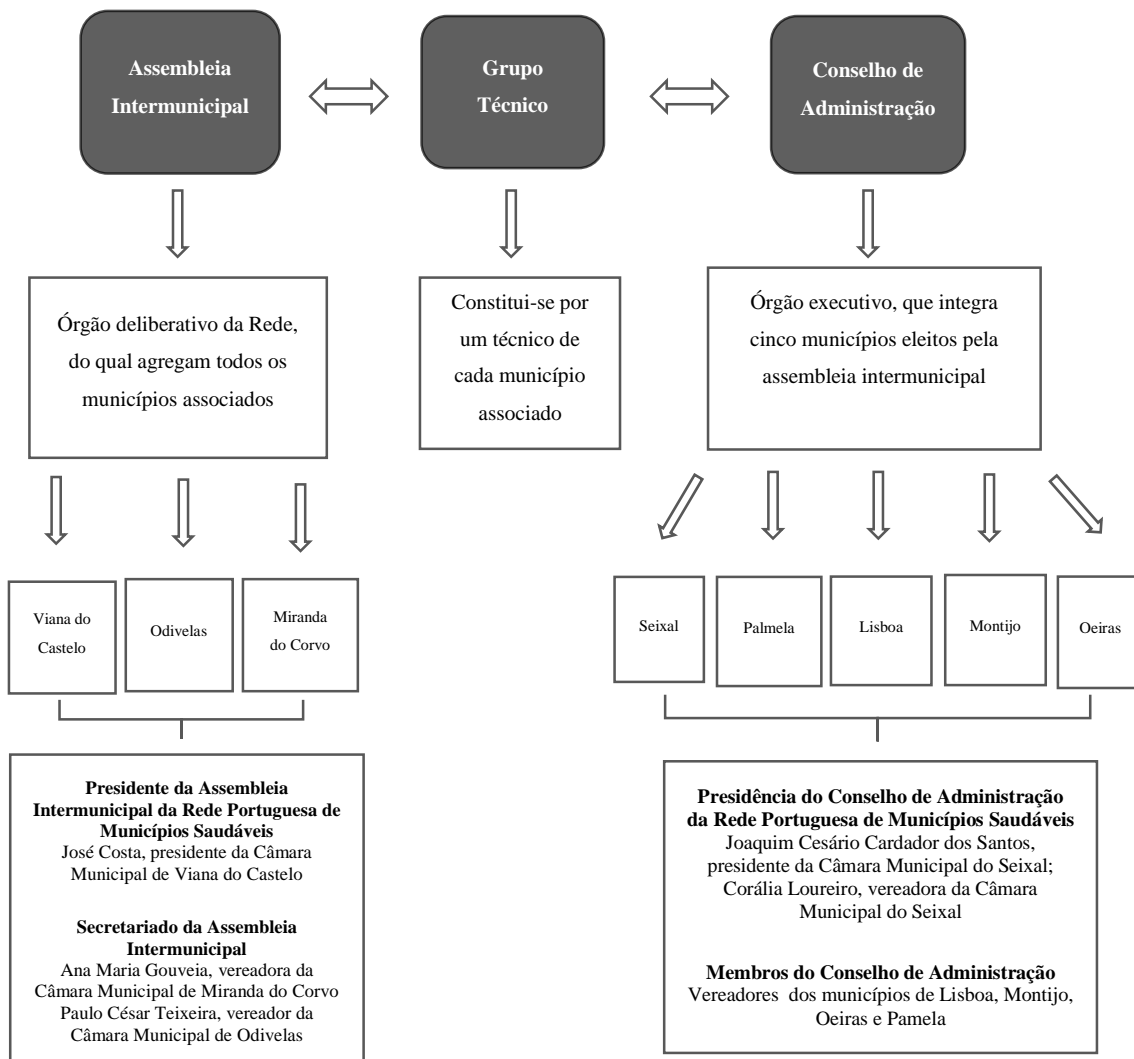 Assembleia
Intermunicipal
Grupo
Técnico
Conselho de
Administração
Órgão deliberativo da Rede,
do qual agregam todos os
municípios associados
Constitui-se por
um técnico de
cada município
associado
Órgão executivo, que integra
cinco municípios eleitos pela
assembleia intermunicipal
Viana do
Castelo
Odivelas
Miranda
do Corvo
Seixal
Palmela
Lisboa
Montijo
Oeiras
Presidente da Assembleia
Intermunicipal da Rede Portuguesa de
Municípios Saudáveis
José Costa, presidente da Câmara
Municipal de Viana do Castelo
Secretariado da Assembleia
Intermunicipal
Ana Maria Gouveia, vereadora da
Câmara Municipal de Miranda do Corvo
Paulo César Teixeira, vereador da
Câmara Municipal de Odivelas
Presidência do Conselho de Administração
da Rede Portuguesa de Municípios Saudáveis
Joaquim Cesário Cardador dos Santos,
presidente da Câmara Municipal do Seixal;
Corália Loureiro, vereadora da Câmara
Municipal do Seixal
Membros do Conselho de Administração
Vereadores dos municípios de Lisboa, Montijo,
Oeiras e Pamela